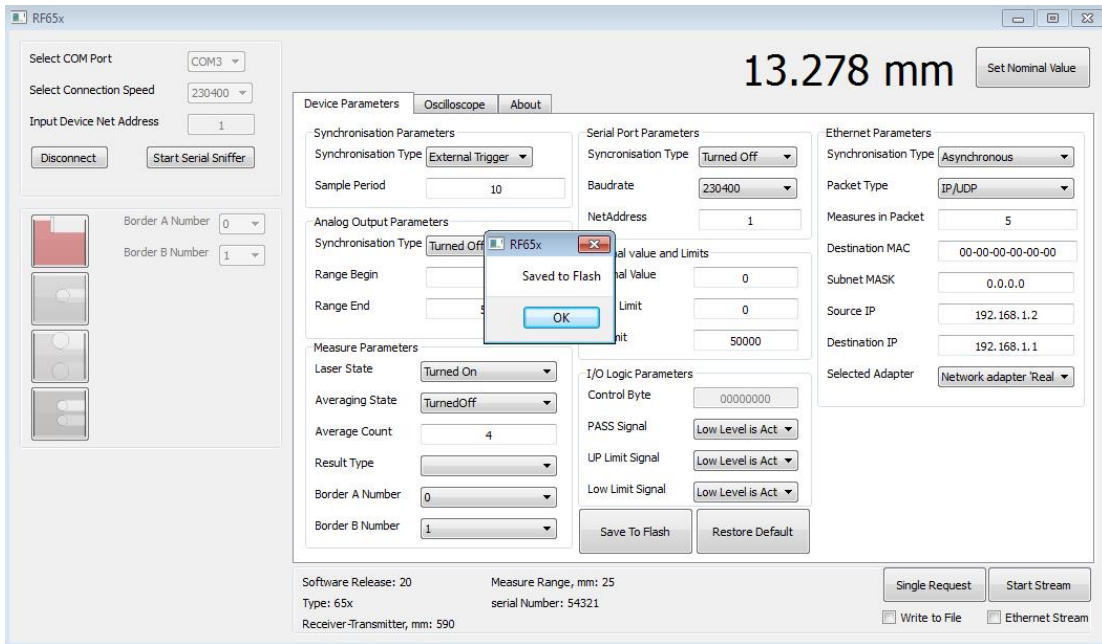 RF65x
Select COM Port COM3
Select Connection Speed 230400
Input Device Net Address 1
Disconnect Start Serial Sniffer
Border A Number 0
Border B Number 1
13.278 mm Set Nominal Value
Device Parameters Oscilloscope About
Synchronisation Parameters
Synchronisation Type External Trigger
Sample Period 10
Analog Output Parameters
Synchronisation Type Turned Off
Range Begin
Range End
Measure Parameters
Laser State Turned On
Averaging State TurnedOff
Average Count 4
Result Type
Border A Number 0
Border B Number 1
Serial Port Parameters
Syncronisation Type Turned Off
Baudrate 230400
NetAddress 1
value and Limits
Value 0
Limit 0
50000
I/O Logic Parameters
Control Byte 00000000
PASS Signal Low Level is Act
UP Limit Signal Low Level is Act
Low Limit Signal Low Level is Act
Save To Flash Restore Default
Ethernet Parameters
Synchronisation Type Asynchronous
Packet Type IP/UDP
Measures in Packet 5
Destination MAC 00-00-00-00-00-00
Subnet MASK 0.0.0.0
Source IP 192.168.1.2
Destination IP 192.168.1.1
Selected Adapter Network adapter 'Real
RF65x
Saved to Flash
OK
Software Release: 20 Measure Range, mm: 25
Type: 65x serial Number: 54321
Receiver-Transmitter, mm: 590
Single Request Start Stream
Write to File Ethernet Stream